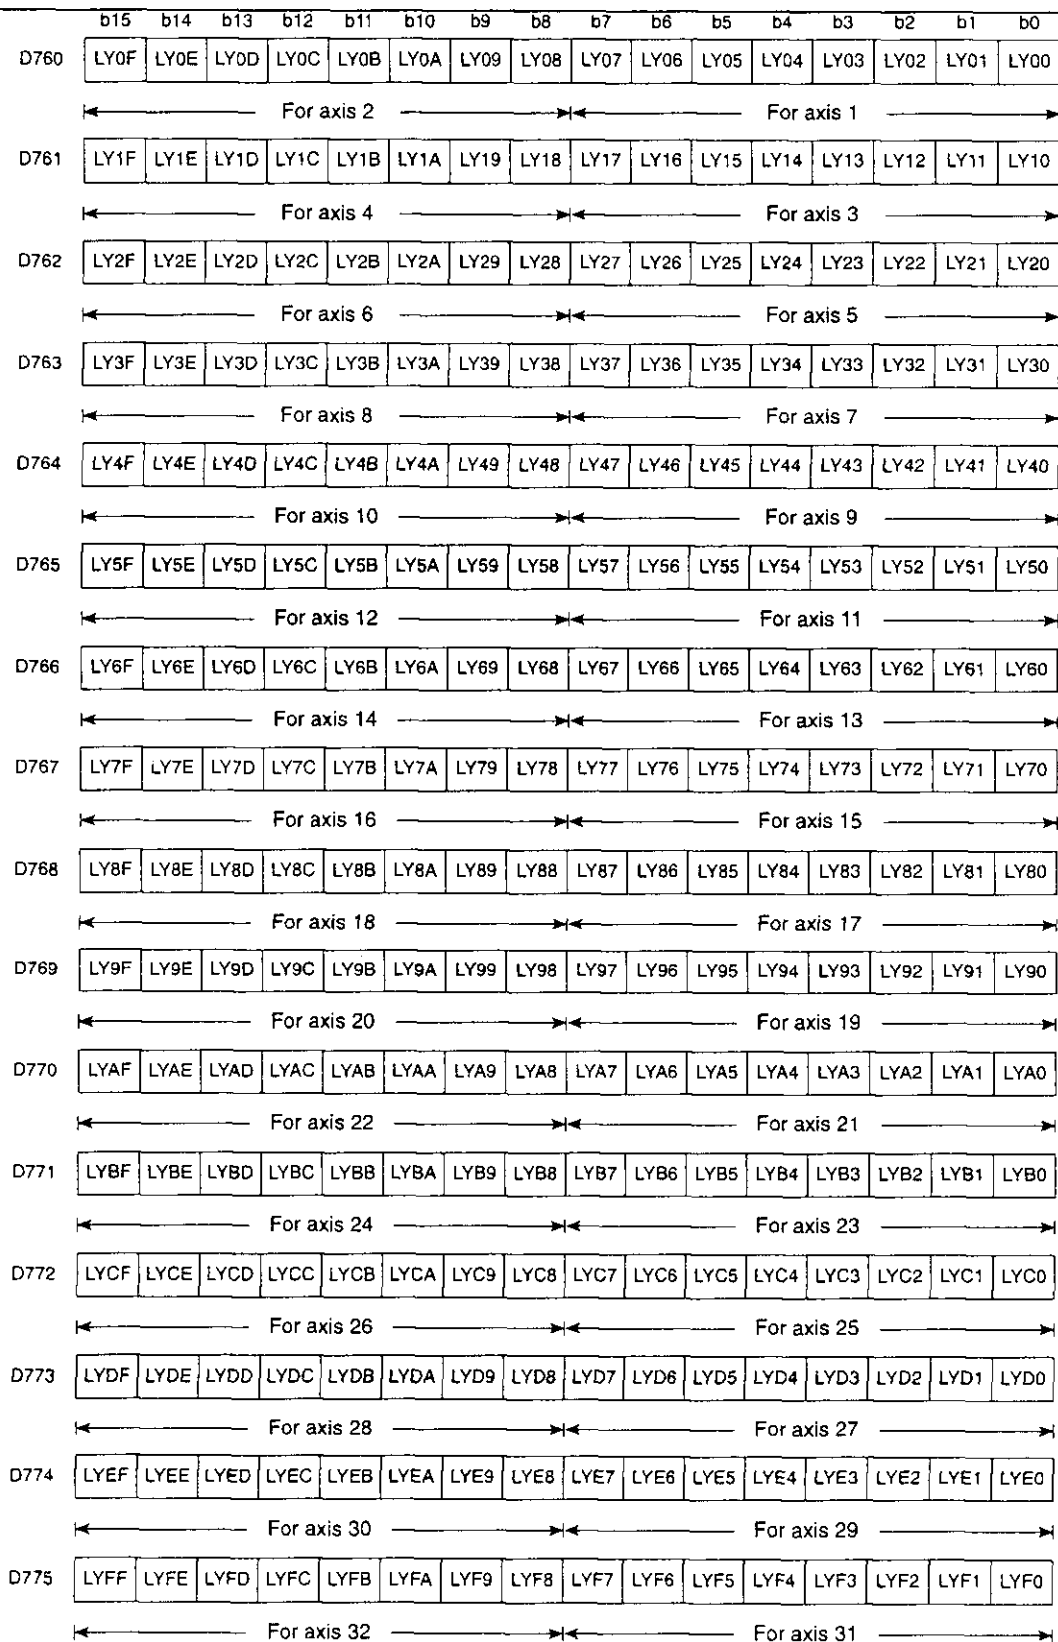 b15 b14 b13 b12 b11 b10 b9 b8 b7 b6 b5 b4 b3 b2 b1 b0
D760 LY0F LY0E LY0D LY0C LY0B LY0A LY09 LY08 LY07 LY06 LY05 LY04 LY03 LY02 LY01 LY00
For axis 2 For axis 1
D761 LY1F LY1E LY1D LY1C LY1B LY1A LY19 LY18 LY17 LY16 LY15 LY14 LY13 LY12 LY11 LY10
For axis 4 For axis 3
D762 LY2F LY2E LY2D LY2C LY2B LY2A LY29 LY28 LY27 LY26 LY25 LY24 LY23 LY22 LY21 LY20
For axis 6 For axis 5
D763 LY3F LY3E LY3D LY3C LY3B LY3A LY39 LY38 LY37 LY36 LY35 LY34 LY33 LY32 LY31 LY30
For axis 8 For axis 7
D764 LY4F LY4E LY4D LY4C LY4B LY4A LY49 LY48 LY47 LY46 LY45 LY44 LY43 LY42 LY41 LY40
For axis 10 For axis 9
D765 LY5F LY5E LY5D LY5C LY5B LY5A LY59 LY58 LY57 LY56 LY55 LY54 LY53 LY52 LY51 LY50
For axis 12 For axis 11
D766 LY6F LY6E LY6D LY6C LY6B LY6A LY69 LY68 LY67 LY66 LY65 LY64 LY63 LY62 LY61 LY60
For axis 14 For axis 13
D767 LY7F LY7E LY7D LY7C LY7B LY7A LY79 LY78 LY77 LY76 LY75 LY74 LY73 LY72 LY71 LY70
For axis 16 For axis 15
D768 LY8F LY8E LY8D LY8C LY8B LY8A LY89 LY88 LY87 LY86 LY85 LY84 LY83 LY82 LY81 LY80
For axis 18 For axis 17
D769 LY9F LY9E LY9D LY9C LY9B LY9A LY99 LY98 LY97 LY96 LY95 LY94 LY93 LY92 LY91 LY90
For axis 20 For axis 19
D770 LYAF LYAE LYAD LYAC LYAB LYAA LYA9 LYA8 LYA7 LYA6 LYA5 LYA4 LYA3 LYA2 LYA1 LYA0
For axis 22 For axis 21
D771 LYBF LYBE LYBD LYBC LYBB LYBA LYB9 LYB8 LYB7 LYB6 LYB5 LYB4 LYB3 LYB2 LYB1 LYB0
For axis 24 For axis 23
D772 LYCF LYCE LYCD LYCC LYCB LYCA LYC9 LYC8 LYC7 LYC6 LYC5 LYC4 LYC3 LYC2 LYC1 LYC0
For axis 26 For axis 25
D773 LYDF LYDE LYDD LYDC LYDB LYDA LYD9 LYD8 LYD7 LYD6 LYD5 LYD4 LYD3 LYD2 LYD1 LYD0
For axis 28 For axis 27
D774 LYEF LYEE LYED LYEC LYEB LYEA LYE9 LYE8 LYE7 LYE6 LYE5 LYE4 LYE3 LYE2 LYE1 LYE0
For axis 30 For axis 29
D775 LYFF LYFE LYFD LYFC LYFB LYFA LYF9 LYF8 LYF7 LYF6 LYF5 LYF4 LYF3 LYF2 LYF1 LYF0
For axis 32 For axis 31